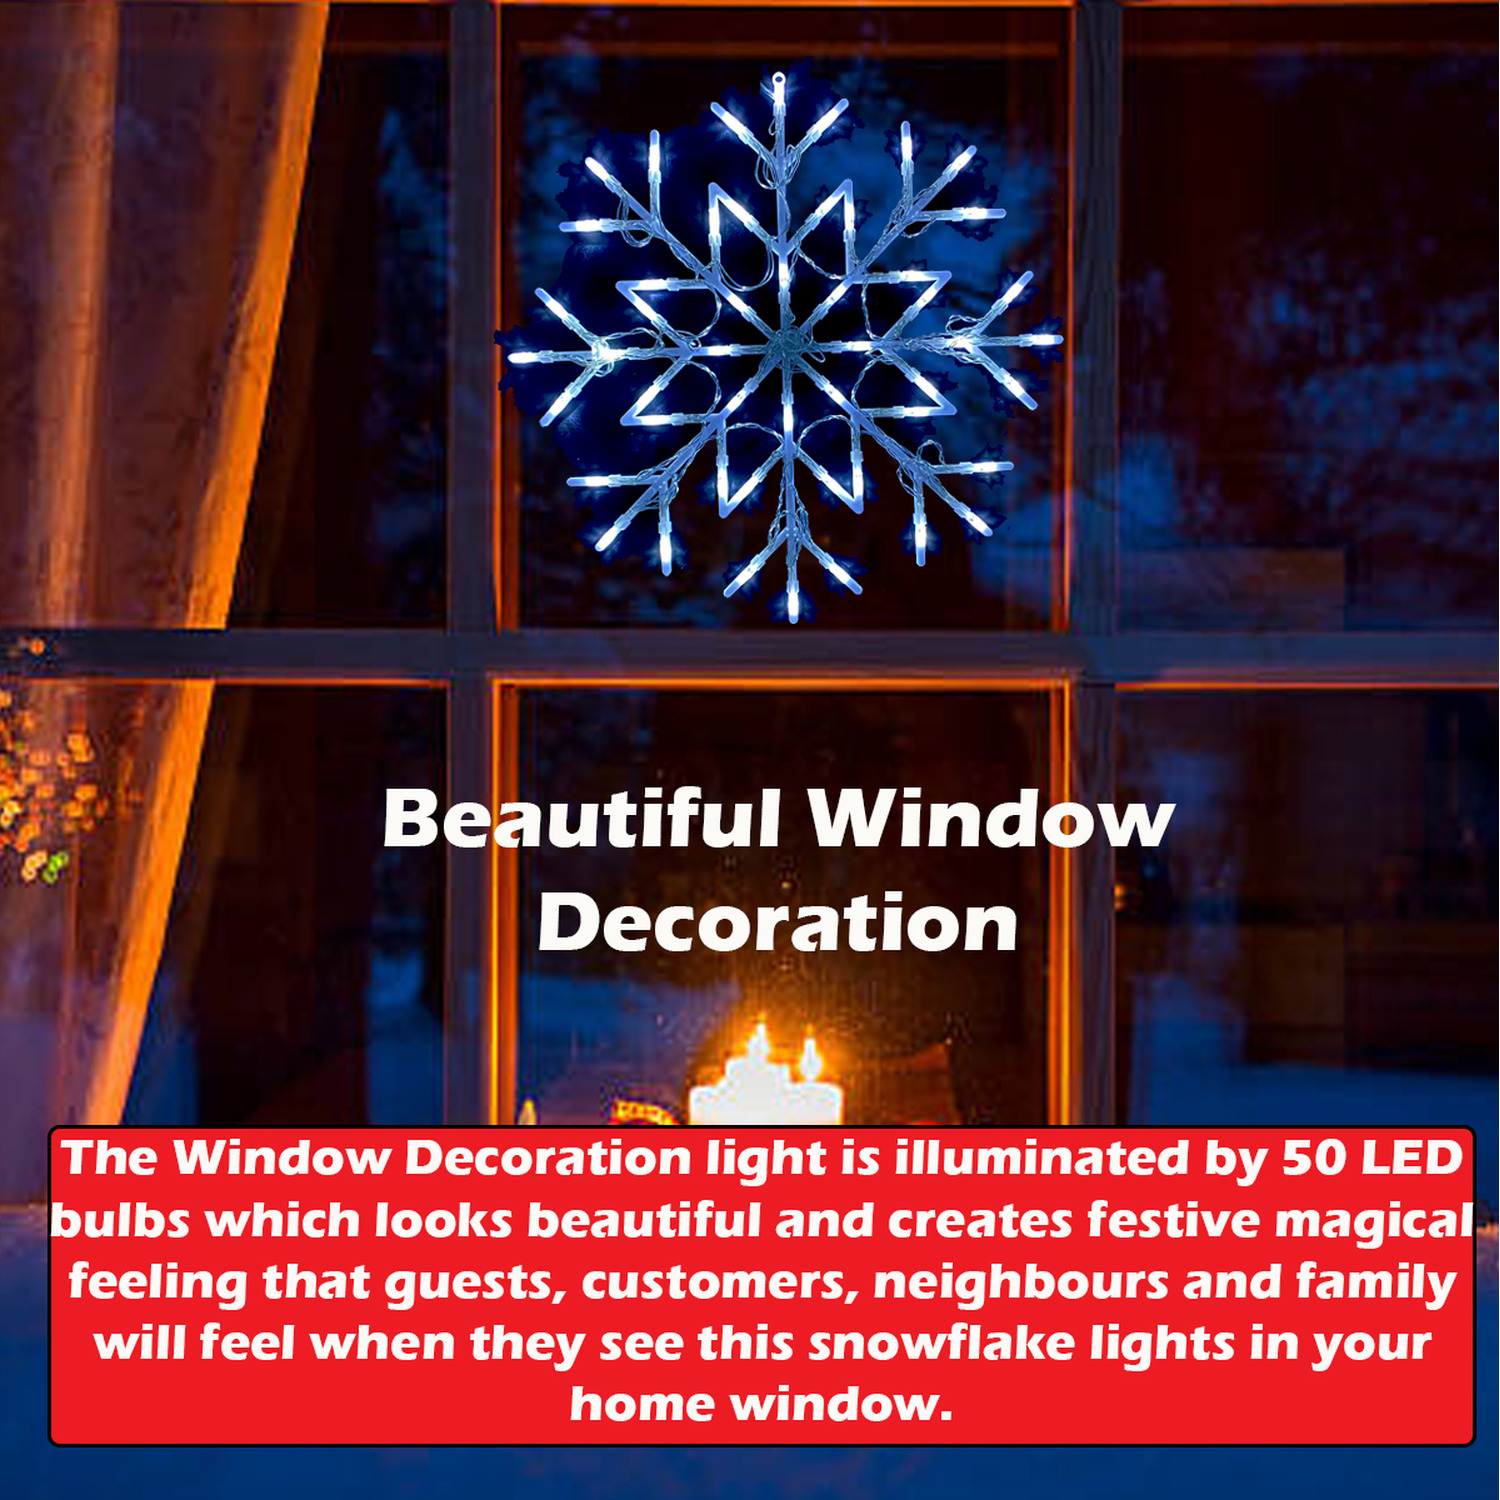 Beautiful Window
Decoration
The Window Decoration light is illuminated by 50 LED
bulbs which looks beautiful and creates festive magical
feeling that guests, customers, neighbours and family
will feel when they see this snowflake lights in your
home window.